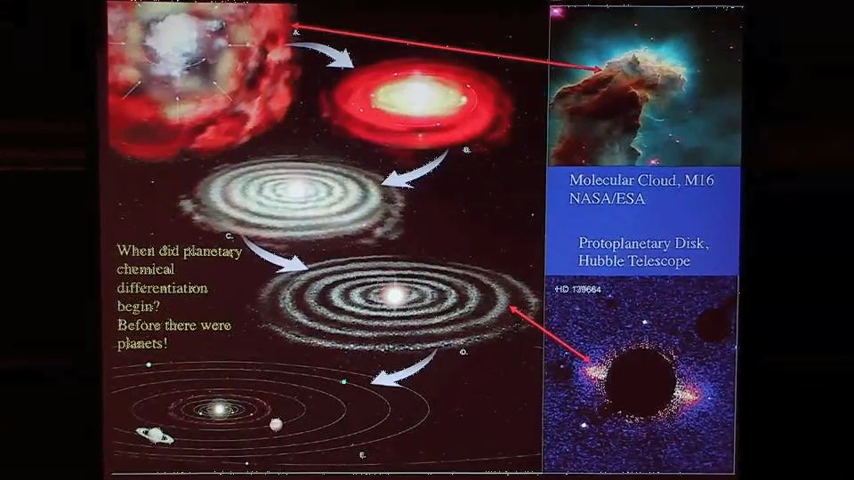 A.
B.
Molecular Cloud, M16
NASA/ESA
C.
Protoplanetary Disk,
Hubble Telescope
When did planetary
chemical
differentiation
begin?
Before there were
planets!
HD 139664
D.
E.